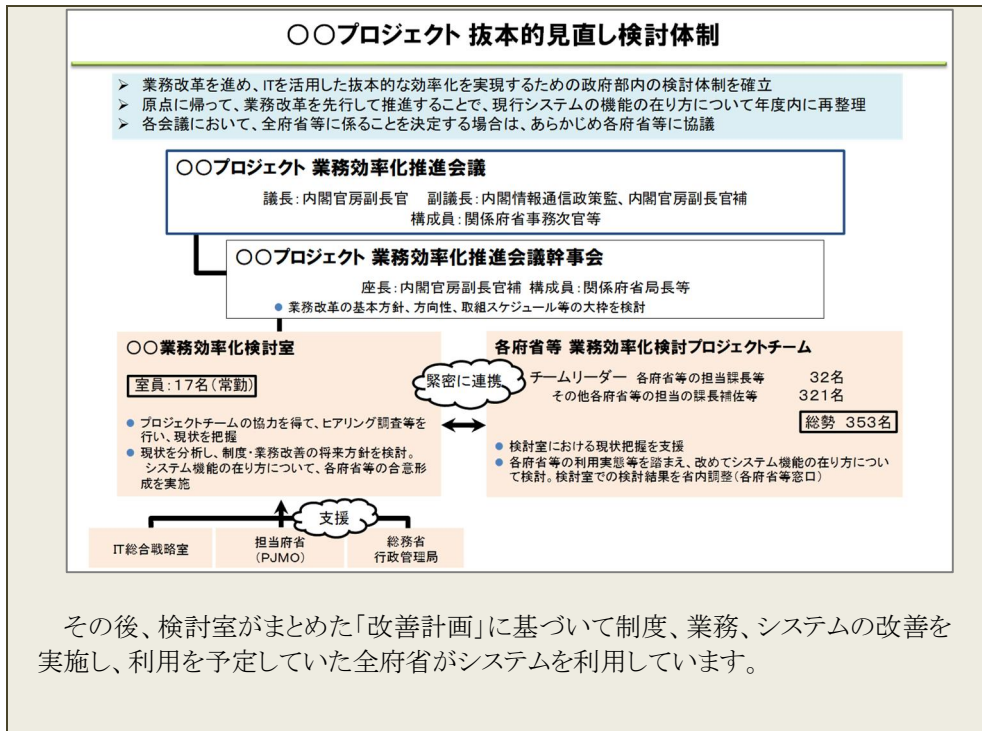 〇〇プロジェクト 抜本的見直し検討体制
➢ 業務改革を進め、ITを活用した抜本的な効率化を実現するための政府部内の検討体制を確立
➢ 原点に帰って、業務改革を先行して推進することで、現行システムの機能の在り方について年度内に再整理
➢ 各会議において、全府省等に係ることを決定する場合は、あらかじめ各府省等に協議
〇〇プロジェクト 業務効率化推進会議
議長:内閣官房副長官 副議長:内閣情報通信政策監、内閣官房副長官補
構成員:関係府省事務次官等
〇〇プロジェクト 業務効率化推進会議幹事会
座長:内閣官房副長官補 構成員:関係府省局長等
● 業務改革の基本方針、方向性、取組スケジュール等の大枠を検討
〇〇業務効率化検討室
室員:17名(常勤)
● プロジェクトチームの協力を得て、ヒアリング調査等を
行い、現状を把握
● 現状を分析し、制度・業務改善の将来方針を検討。
システム機能の在り方について、各府省等の合意形
成を実施
緊密に連携
各府省等 業務効率化検討プロジェクトチーム
チームリーダー 各府省等の担当課長等 32名
その他各府省等の担当の課長補佐等 321名
総勢 353名
● 検討室における現状把握を支援
● 各府省等の利用実態等を踏まえ、改めてシステム機能の在り方につい
て検討。検討室での検討結果を省内調整(各府省等窓口)
支援
IT総合戦略室
担当府省
(PJMO)
総務省
行政管理局
その後、検討室がまとめた「改善計画」に基づいて制度、業務、システムの改善を
実施し、利用を予定していた全府省がシステムを利用しています。